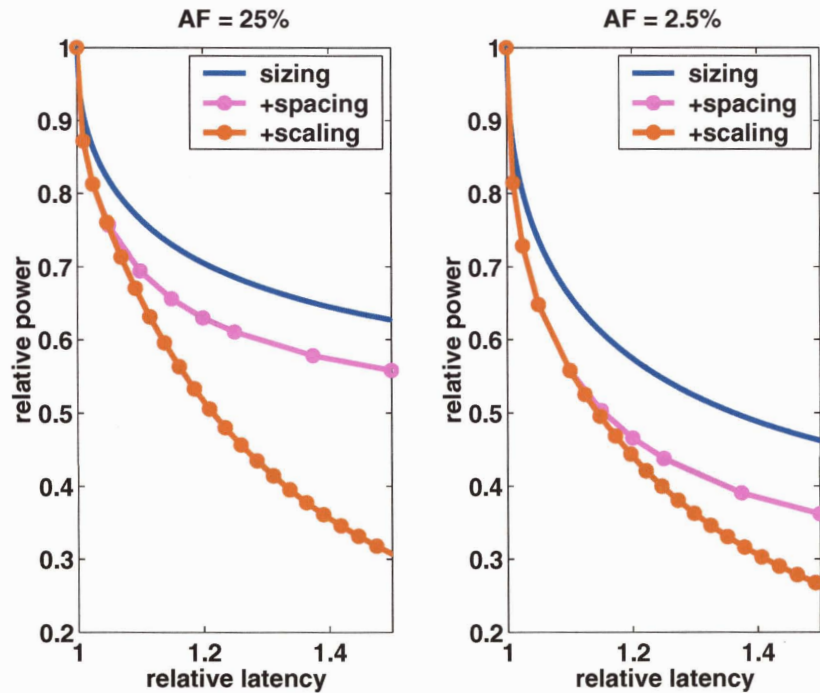 AF = 25%
1
0.9
0.8
0.7
0.6
0.5
0.4
0.3
0.2
relative power
sizing
+spacing
+scaling
1
1.2
1.4
relative latency
AF = 2.5%
1
0.9
0.8
0.7
0.6
0.5
0.4
0.3
0.2
relative power
sizing
+spacing
+scaling
1
1.2
1.4
relative latency